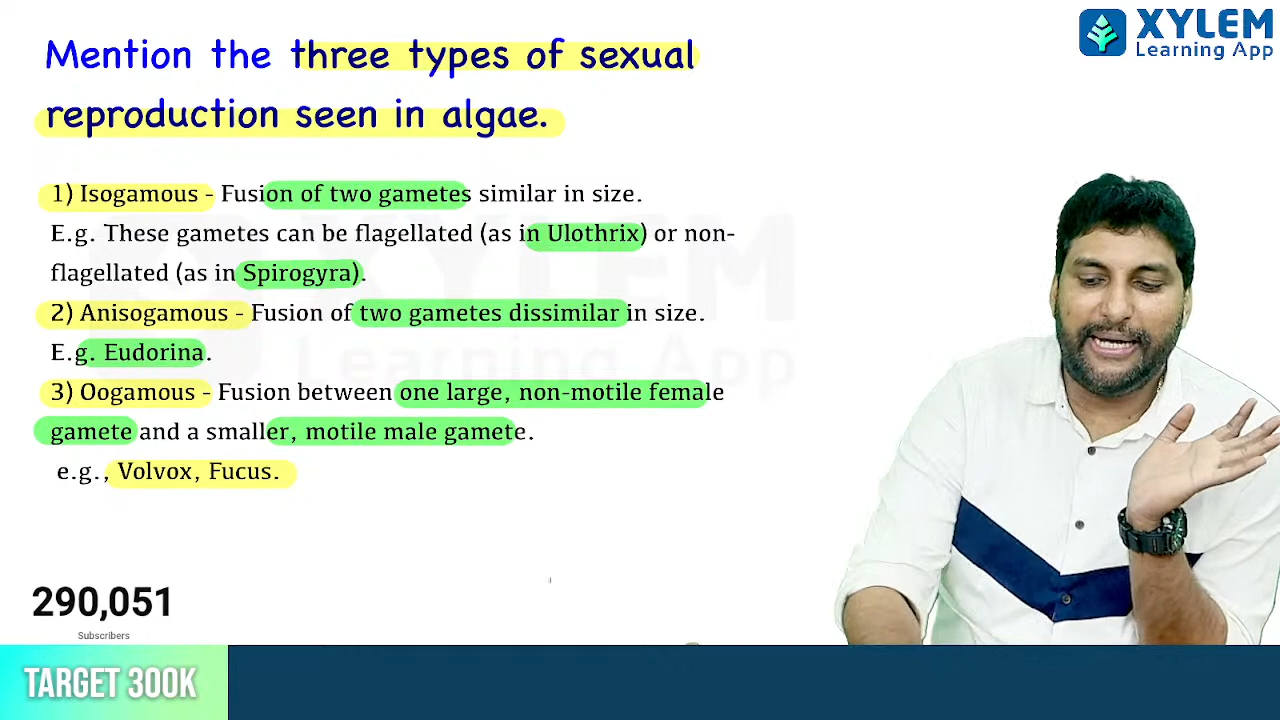 XYLEM
Learning App
Mention the three types of sexual
reproduction seen in algae.
1) Isogamous - Fusion of two gametes similar in size.
E.g. These gametes can be flagellated (as in Ulothrix) or non-
flagellated (as in Spirogyra).
2) Anisogamous - Fusion of two gametes dissimilar in size.
E.g. Eudorina.
3) Oogamous - Fusion between one large, non-motile female
gamete and a smaller, motile male gamete.
e.g., Volvox, Fucus.
XYLEM
Learning App
290,051
Subscribers
TARGET 300K